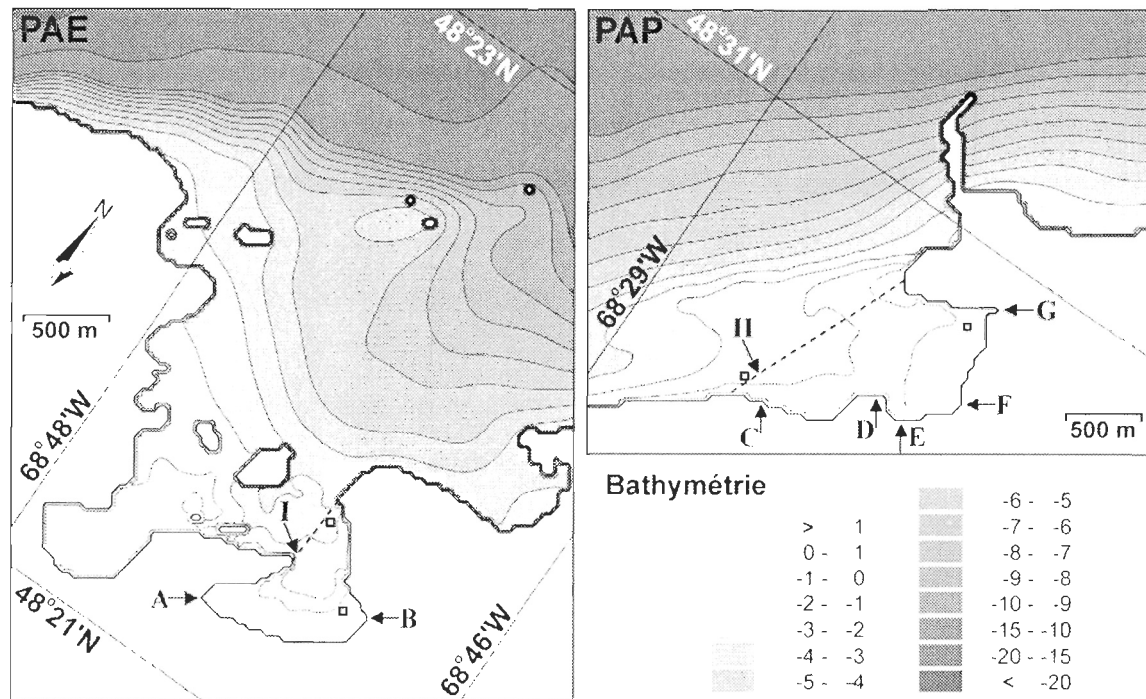 PAE
48°23'N
N
500 m
68°48'W
I
A
B
48°21'N
68°46'W
PAP
48°31'N
68°29'W
II
G
F
C
D
E
500 m
Bathymétrie
> 1
0 - 1
-1 - 0
-2 - -1
-3 - -2
-4 - -3
-5 - -4
-6 - -5
-7 - -6
-8 - -7
-9 - -8
-10 - -9
-15 - -10
-20 - -15
< -20